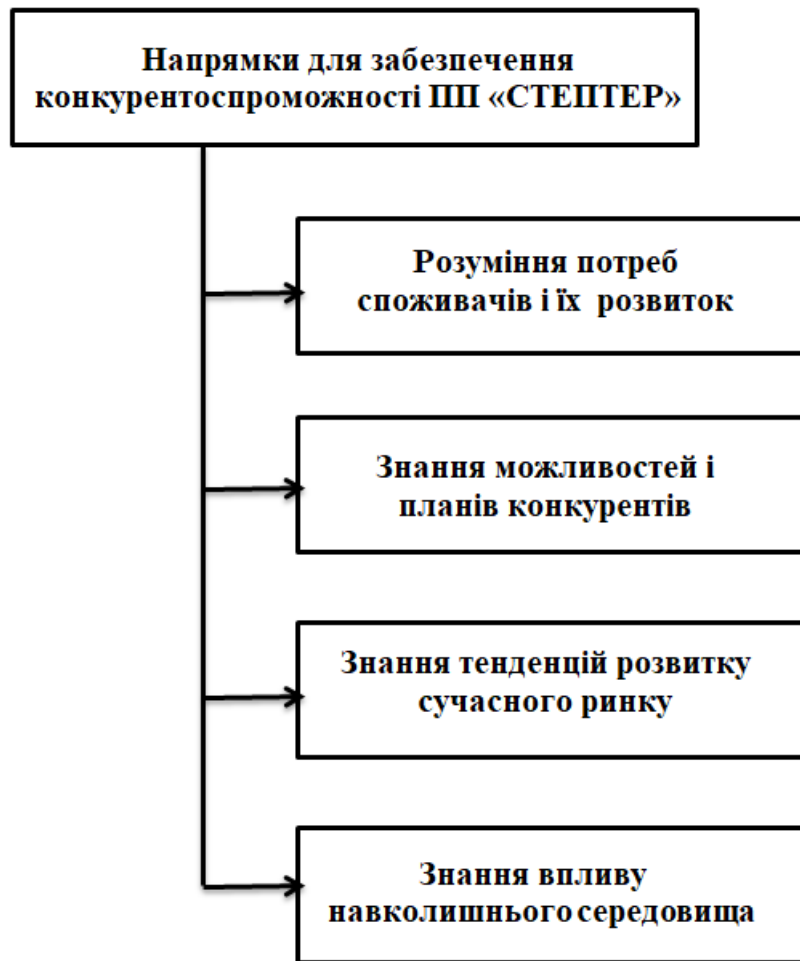 Напрямки для забезпечення
конкурентоспроможності ПП «СТЕПТЕР»
Розуміння потреб
споживачів і їх розвиток
Знання можливостей і
планів конкурентів
Знання тенденцій розвитку
сучасного ринку
Знання впливу
навколишнього середовища